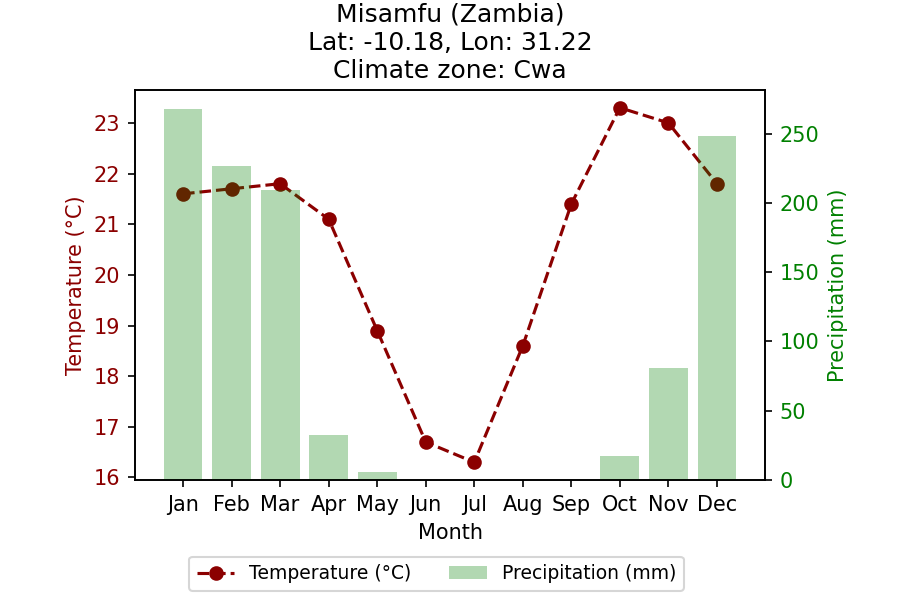 Misamfu (Zambia)
Lat: -10.18, Lon: 31.22
Climate zone: Cwa
Temperature (°C)
23
22
21
20
19
18
17
16
250
200
150
100
50
0
Precipitation (mm)
Jan Feb Mar Apr May Jun Jul Aug Sep Oct Nov Dec
Month
Temperature (°C) Precipitation (mm)